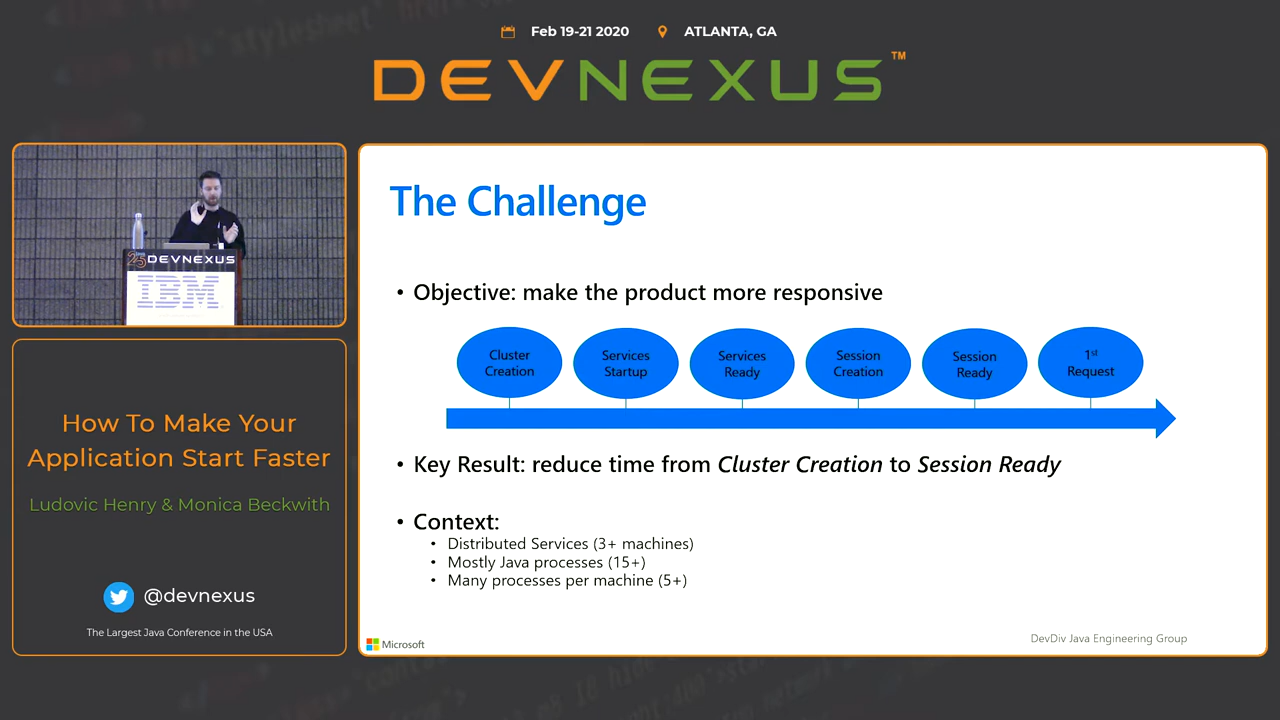 Feb 19-21 2020 ATLANTA, GA
DEVNEXUS™
25 DEVNEXUS
IBM
How To Make Your
Application Start Faster
Ludovic Henry & Monica Beckwith
@devnexus
The Largest Java Conference in the USA
The Challenge
• Objective: make the product more responsive
Cluster
Creation
Services
Startup
Services
Ready
Session
Creation
Session
Ready
1st
Request
• Key Result: reduce time from Cluster Creation to Session Ready
• Context:
• Distributed Services (3+ machines)
• Mostly Java processes (15+)
• Many processes per machine (5+)
Microsoft
DevDiv Java Engineering Group